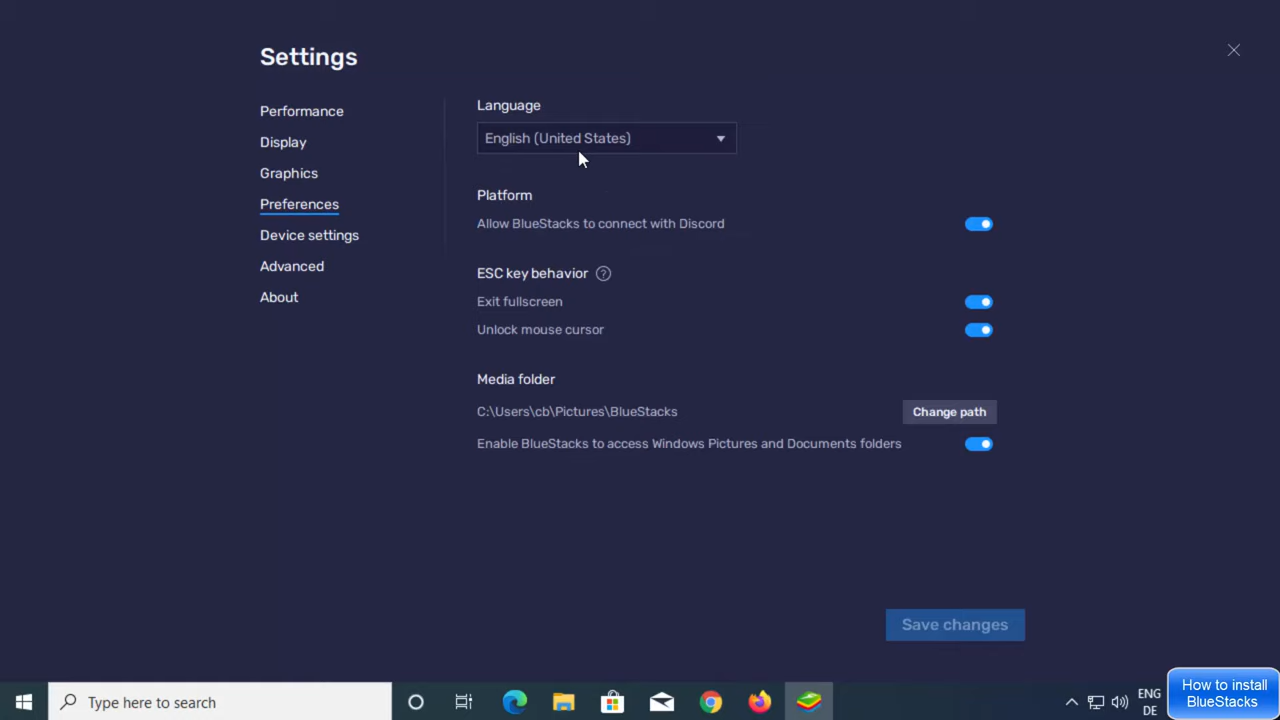 Settings
Performance
Display
Graphics
Preferences
Device settings
Advanced
About
Language
English (United States)
Platform
Allow BlueStacks to connect with Discord
ESC key behavior ?
Exit fullscreen
Unlock mouse cursor
Media folder
C:\Users\cb\Pictures\BlueStacks
Change path
Enable BlueStacks to access Windows Pictures and Documents folders
Save changes
Type here to search
ENG
DE
How to install
BlueStacks